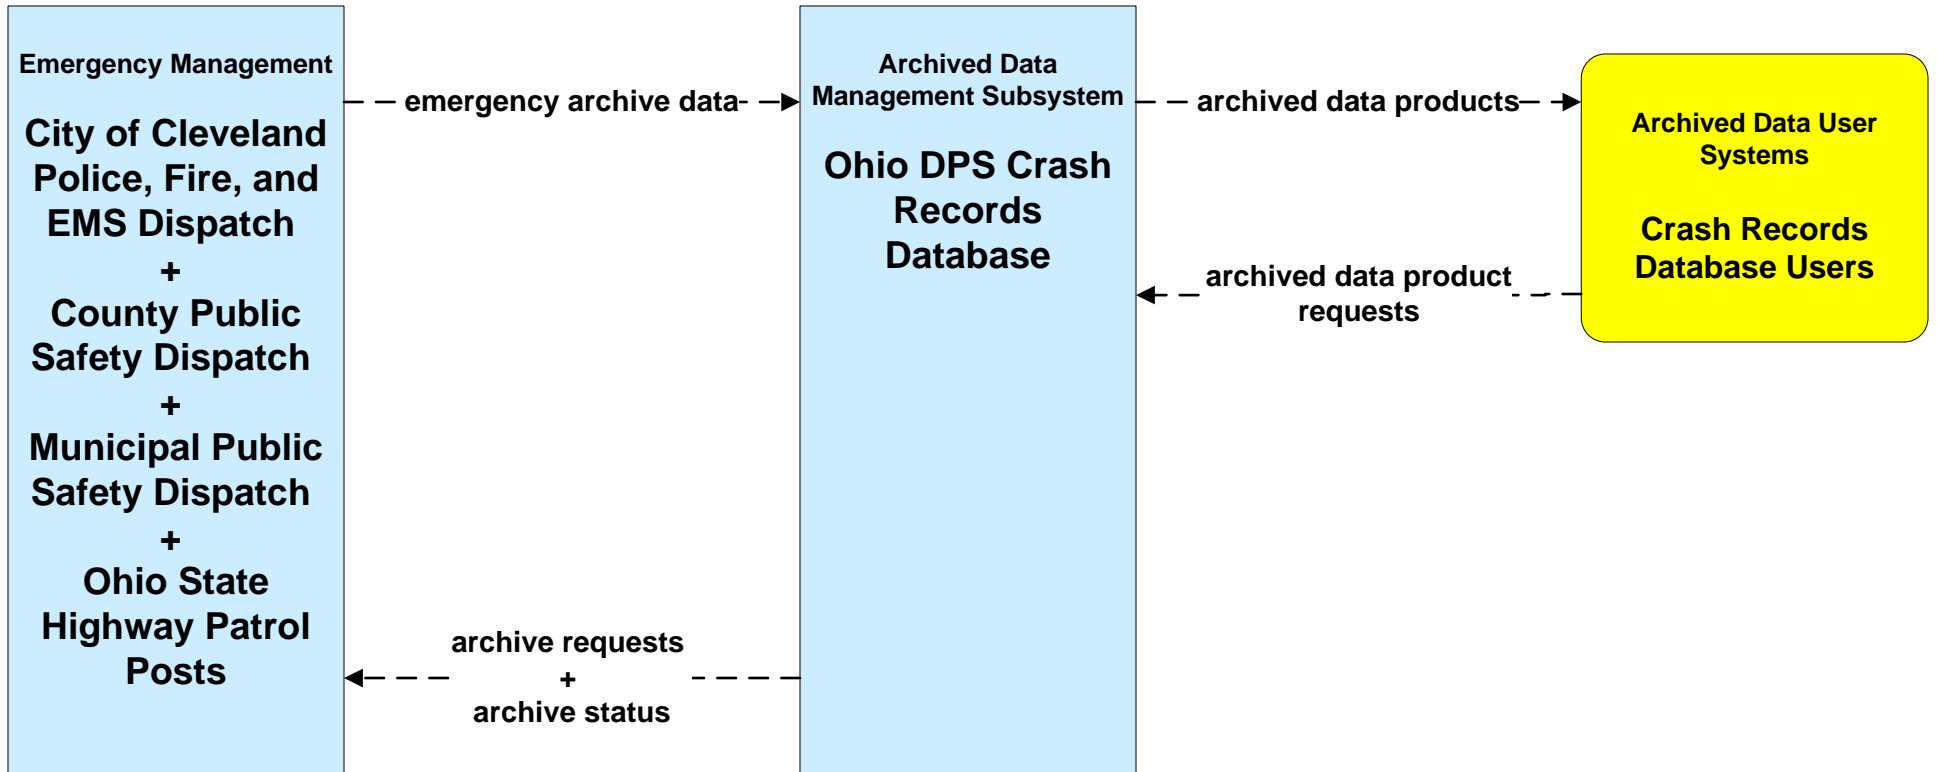 Emergency Management
City of Cleveland
Police, Fire, and
EMS Dispatch
+
County Public
Safety Dispatch
+
Municipal Public
Safety Dispatch
+
Ohio State
Highway Patrol
Posts
emergency archive data
archive requests
+
archive status
Archived Data
Management Subsystem
Ohio DPS Crash
Records
Database
archived data products
archived data product
requests
Archived Data User
Systems
Crash Records
Database Users